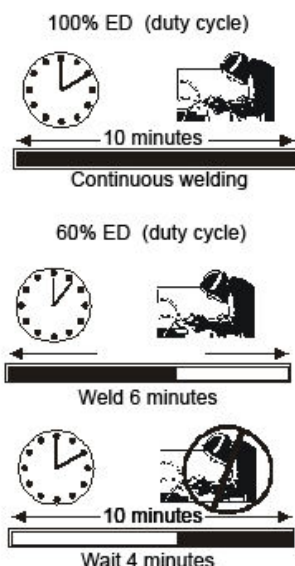 100% ED (duty cycle)
10 minutes
Continuous welding
60% ED (duty cycle)
Weld 6 minutes
10 minutes
Wait 4 minutes